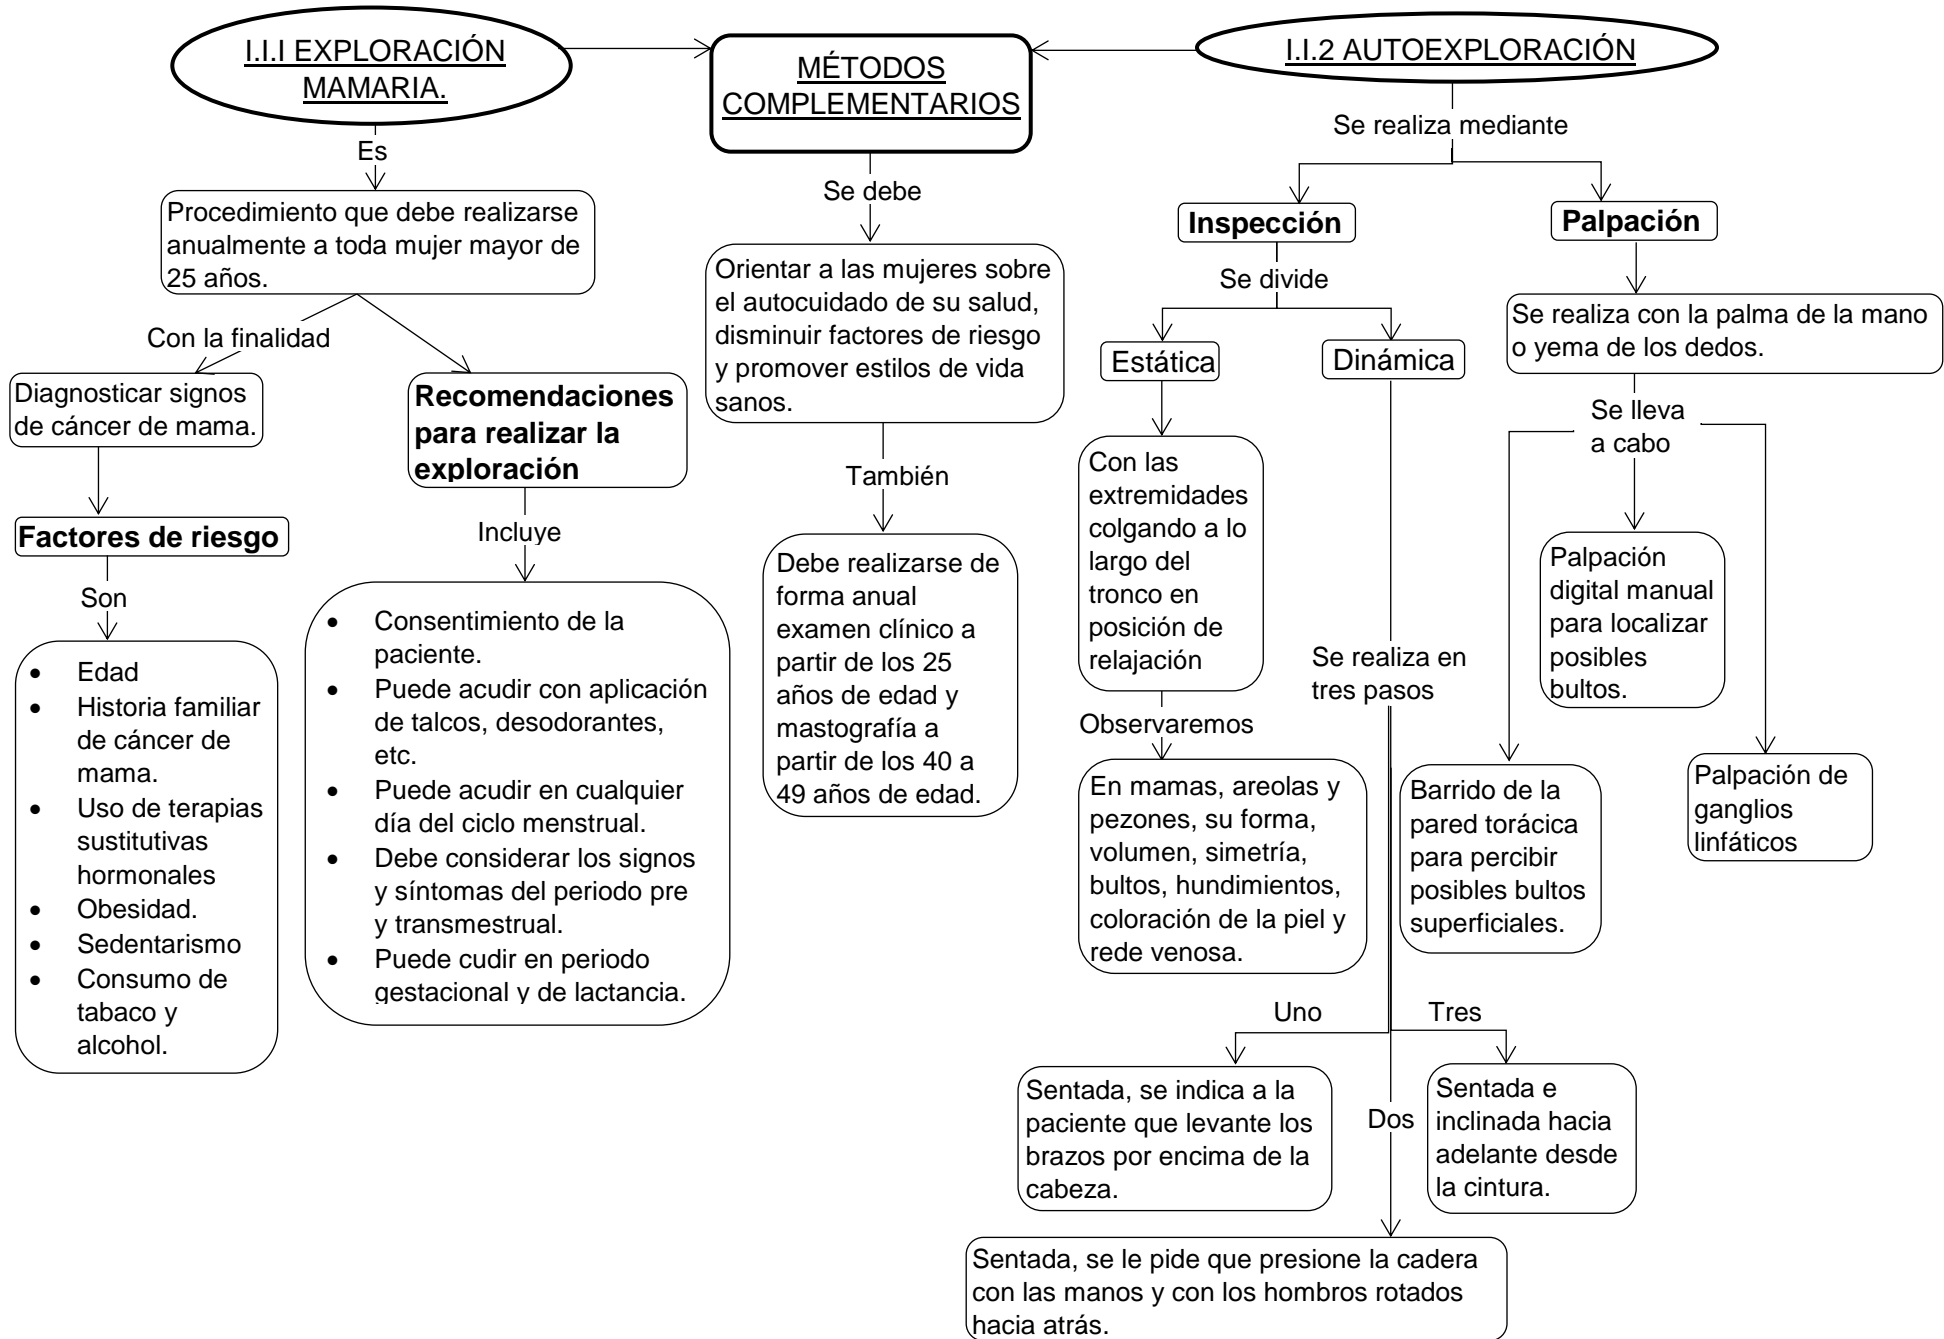 I.I.I EXPLORACIÓN
MAMARIA.
Es
Procedimiento que debe realizarse
anualmente a toda mujer mayor de
25 años.
Con la finalidad
Diagnosticar signos
de cáncer de mama.
Factores de riesgo
Son
• Edad
• Historia familiar
de cáncer de
mama.
• Uso de terapias
sustitutivas
hormonales
• Obesidad.
• Sedentarismo
• Consumo de
tabaco y
alcohol.
Recomendaciones
para realizar la
exploración
Incluye
• Consentimiento de la
paciente.
• Puede acudir con aplicación
de talcos, desodorantes,
etc.
• Puede acudir en cualquier
día del ciclo menstrual.
• Debe considerar los signos
y síntomas del periodo pre
y transmestrual.
• Puede cudir en periodo
gestacional y de lactancia.
MÉTODOS
COMPLEMENTARIOS
Se debe
Orientar a las mujeres sobre
el autocuidado de su salud,
disminuir factores de riesgo
y promover estilos de vida
sanos.
También
Debe realizarse de
forma anual
examen clínico a
partir de los 25
años de edad y
mastografía a
partir de los 40 a
49 años de edad.
I.I.2 AUTOEXPLORACIÓN
Se realiza mediante
Inspección
Se divide
Estática
Con las
extremidades
colgando a lo
largo del
tronco en
posición de
relajación
Observaremos
En mamas, areolas y
pezones, su forma,
volumen, simetría,
bultos, hundimientos,
coloración de la piel y
rede venosa.
Dinámica
Se realiza en
tres pasos
Uno
Sentada, se indica a la
paciente que levante los
brazos por encima de la
cabeza.
Dos
Sentada, se le pide que presione la cadera
con las manos y con los hombros rotados
hacia atrás.
Tres
Sentada e
inclinada hacia
adelante desde
la cintura.
Palpación
Se realiza con la palma de la mano
o yema de los dedos.
Se lleva
a cabo
Barrido de la
pared torácica
para percibir
posibles bultos
superficiales.
Palpación
digital manual
para localizar
posibles
bultos.
Palpación de
ganglios
linfáticos